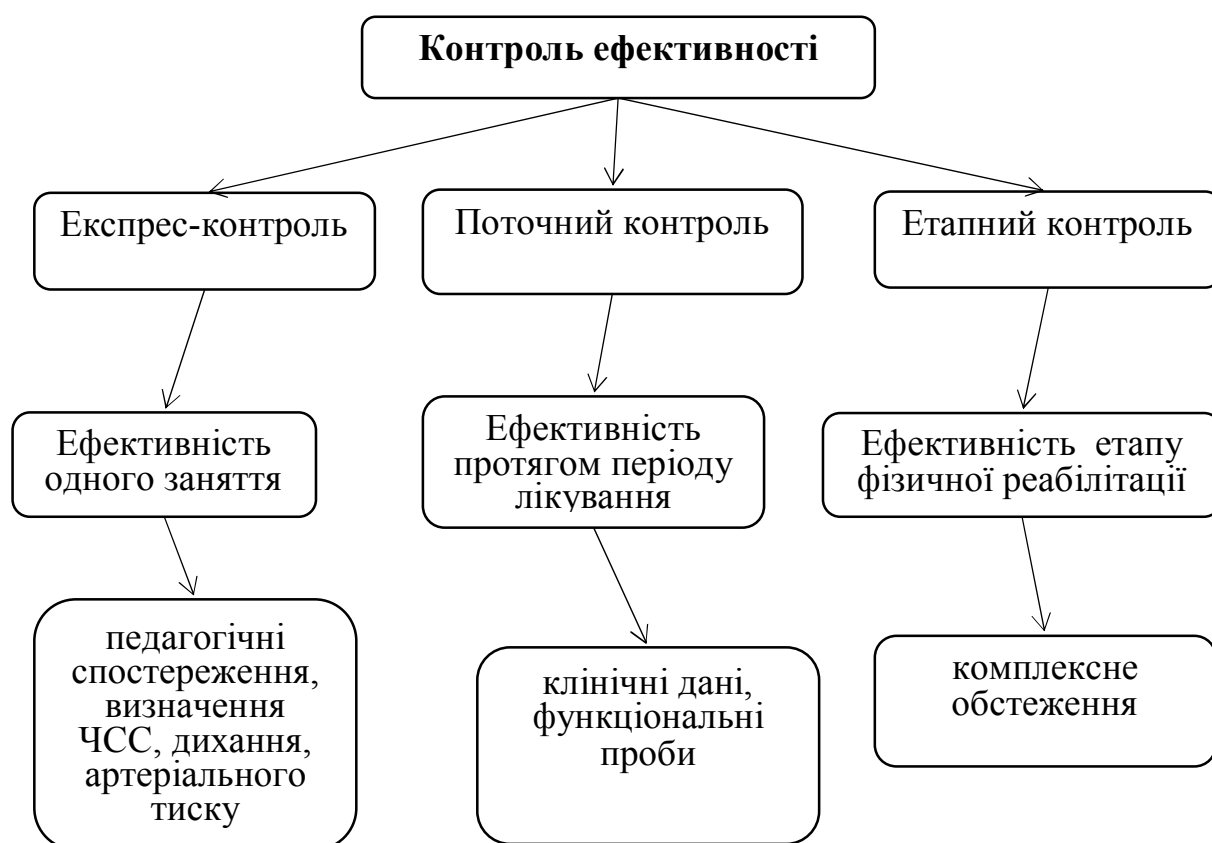 Контроль ефективності
Експрес-контроль
Поточний контроль
Етапний контроль
Ефективність
одного заняття
Ефективність
протягом періоду
лікування
Ефективність етапу
фізичної реабілітації
педагогічні
спостереження,
визначення
ЧСС, дихання,
артеріального
тиску
клінічні дані,
функціональні
проби
комплексне
обстеження